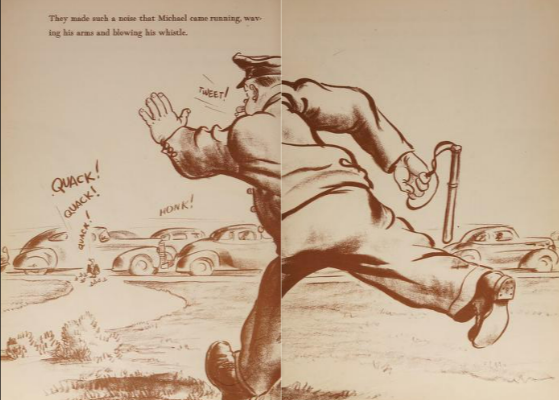 They made such a noise that Michael came running, wav-
ing his arms and blowing his whistle.
TWEET!
QUACK!
QUACK!
QUACK!
HONK!